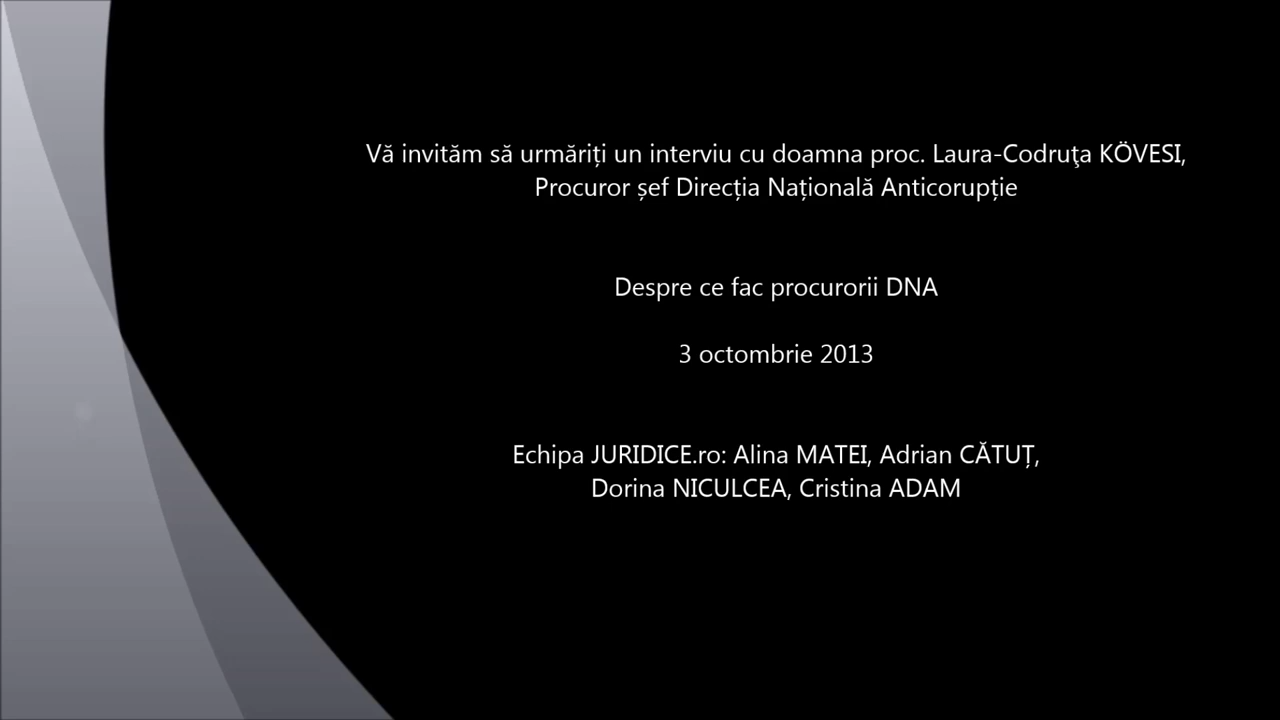 Vă invităm să urmăriți un interviu cu doamna proc. Laura-Codruţa KÖVESI,
Procuror șef Direcția Națională Anticorupție
Despre ce fac procurorii DNA
3 octombrie 2013
Echipa JURIDICE.ro: Alina MATEI, Adrian CĂTUȚ,
Dorina NICULCEA, Cristina ADAM